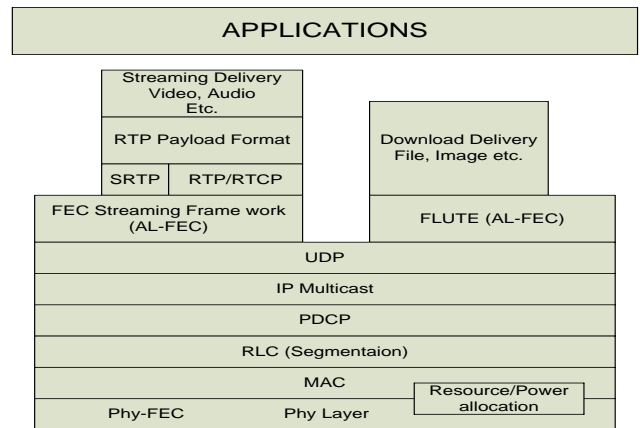 APPLICATIONS
Streaming Delivery
Video, Audio
Etc.
RTP Payload Format
SRTP
RTP/RTCP
FEC Streaming Frame work
(AL-FEC)
Download Delivery
File, Image etc.
FLUTE (AL-FEC)
UDP
IP Multicast
PDCP
RLC (Segmentaion)
MAC
Resource/Power
allocation
Phy-FEC
Phy Layer